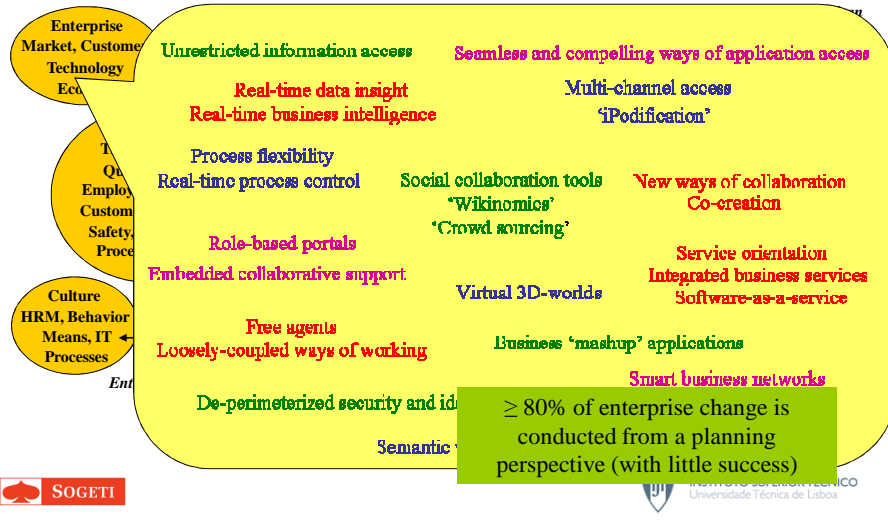 Enterprise
Market, Custome
Technology
Eco
Unrestricted information access
Seamless and compelling ways of application access
Real-time data insight
Real-time business intelligence
Multi-channel access
‘iPodification’
Process flexibility
Real-time process control
Social collaboration tools
‘Wikinomics’
‘Crowd sourcing’
New ways of collaboration
Co-creation
T
Qu
Employ
Custom
Safety,
Proce
Role-based portals
Embedded collaborative support
Service orientation
Integrated business services
Software-as-a-service
Virtual 3D-worlds
Culture
HRM, Behavior
Means, IT
Processes
Free agents
Loosely-coupled ways of working
Business ‘mashup’ applications
Ent
Smart business networks
De-perimeterized security and ide
≥ 80% of enterprise change is
conducted from a planning
perspective (with little success)
Semantic
SOGETI
INSTITUTO SUPERIOR TÉCNICO
Universidade Técnica de Lisboa